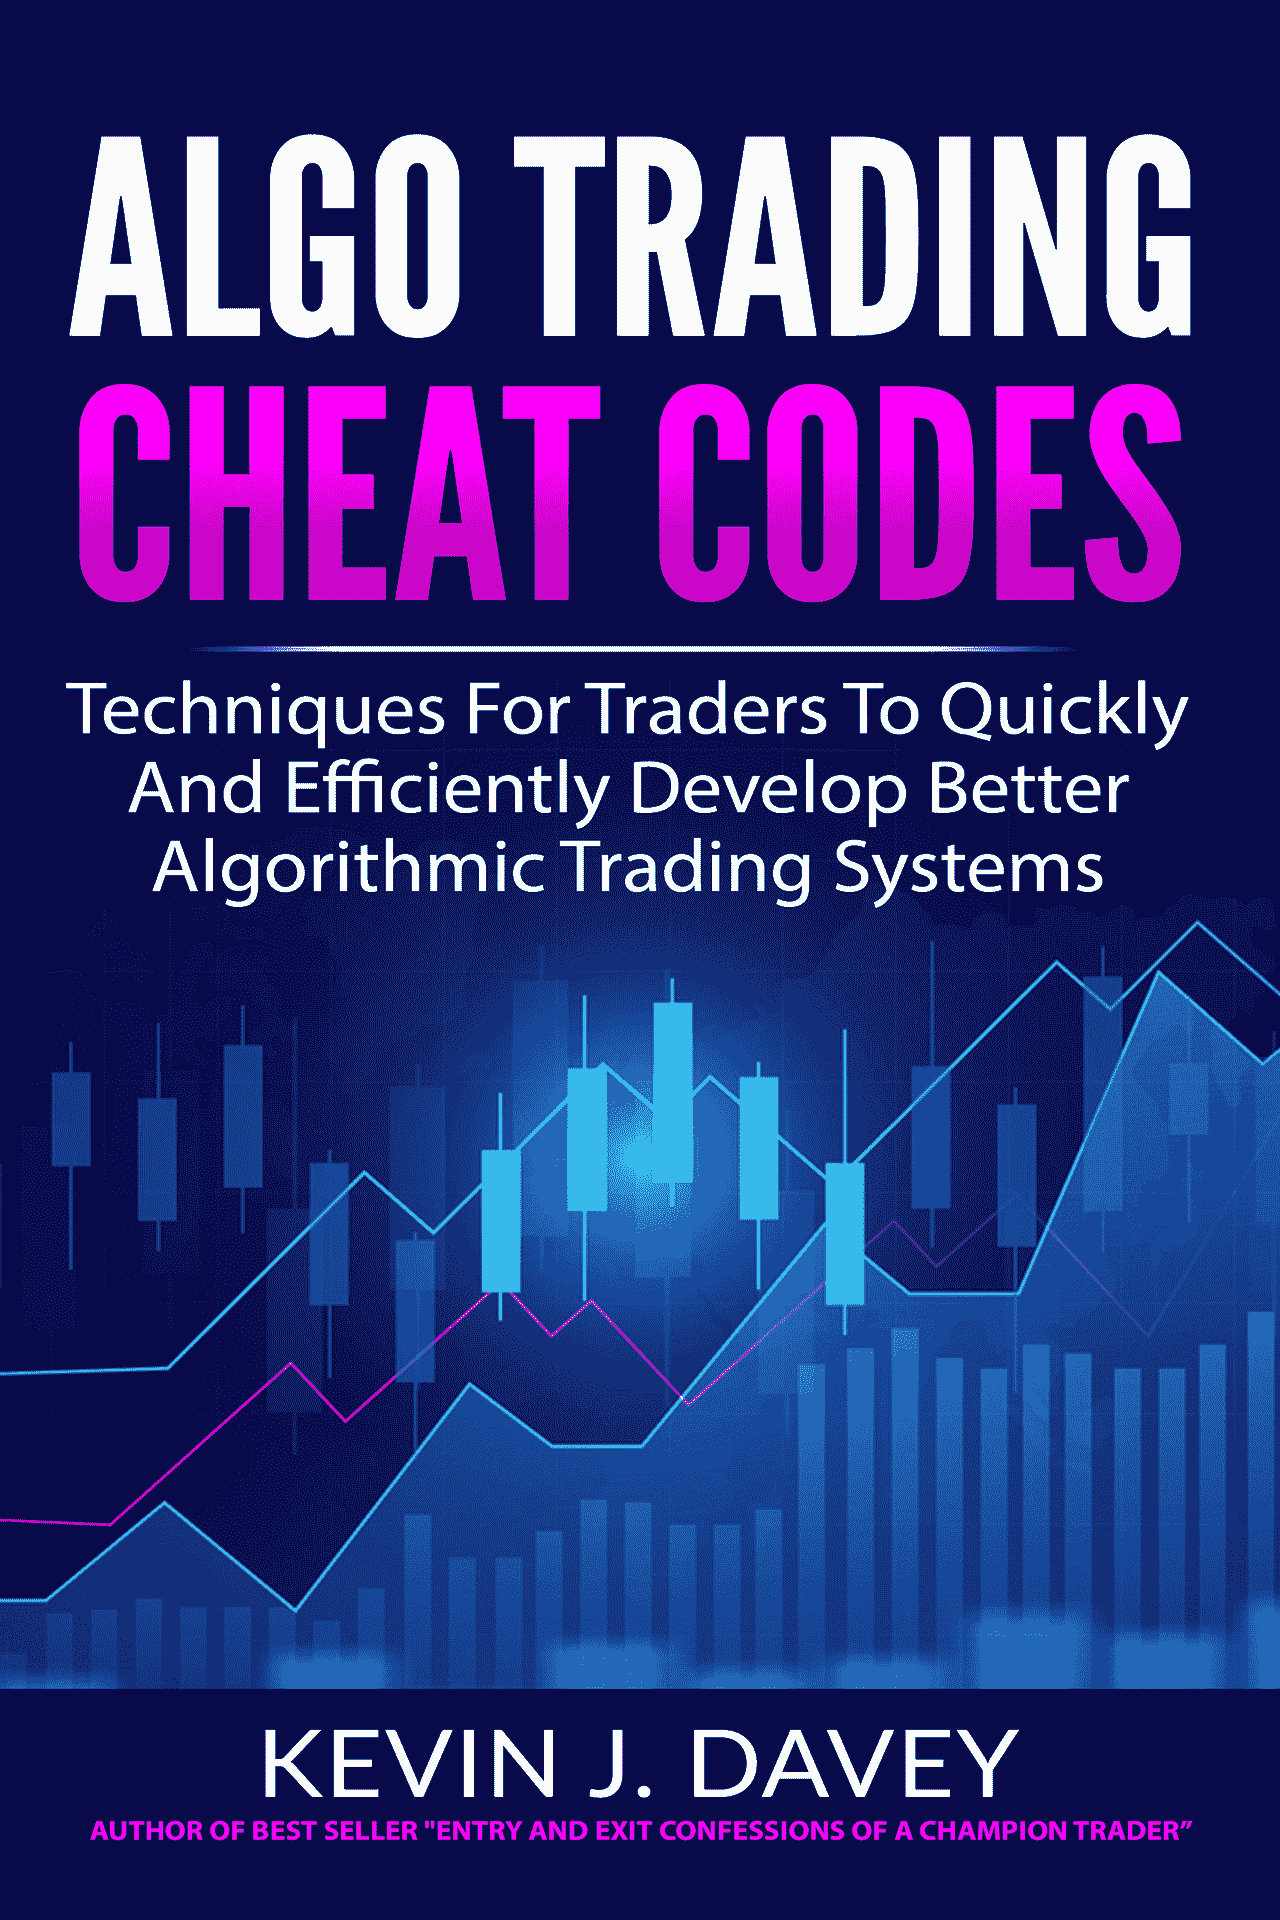 ALGO TRADING
CHEAT CODES
Techniques For Traders To Quickly
And Efficiently Develop Better
Algorithmic Trading Systems
KEVIN J. DAVEY
AUTHOR OF BEST SELLER "ENTRY AND EXIT CONFESSIONS OF A CHAMPION TRADER”